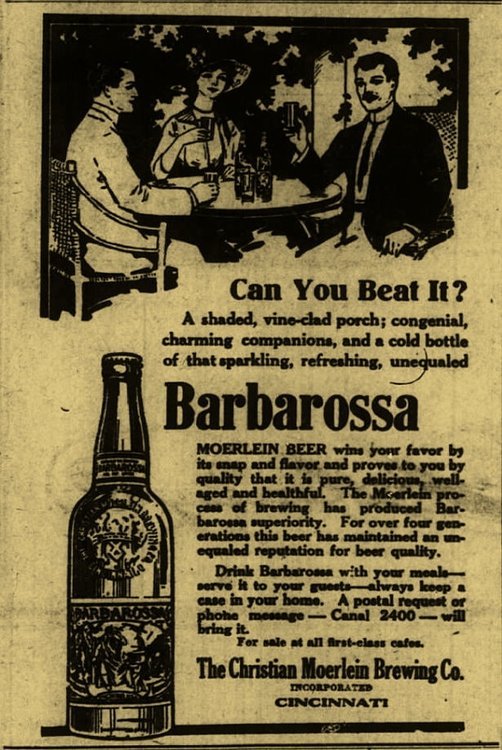 Can You Beat It?
A shaded, vine-clad porch; congenial,
charming companions, and a cold bottle
of that sparkling, refreshing, unequaled
Barbarossa
MOERLEIN BEER wins your favor by
its snap and flavor and proves to you by
quality that it is pure, delicious, well-
aged and healthful. The Moerlein pro-
cess of brewing has produced Bar-
barossa superiority. For over four gen-
erations this beer has maintained an un-
equaled reputation for beer quality.
Drink Barbarossa with your meals—
serve it to your guests—always keep a
case in your home. A postal request or
phone message — Canal 2400 — will
bring it.
For sale at all first-class cafes.
The Christian Moerlein Brewing Co.
INCORPORATED
CINCINNATI
BARBAROSSA
BARBAROSSA